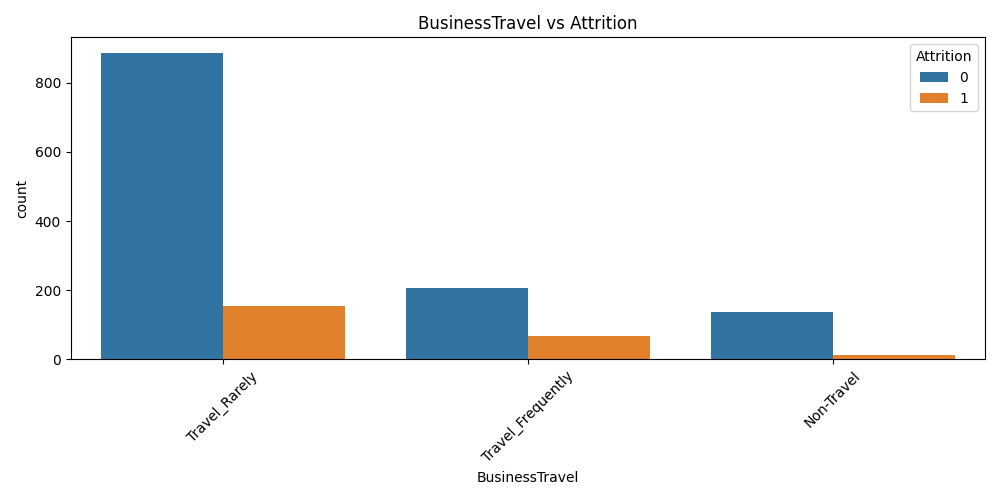 BusinessTravel vs Attrition
Attrition
0
1
count
800
600
400
200
0
Travel_Rarely
Travel_Frequently
Non-Travel
BusinessTravel